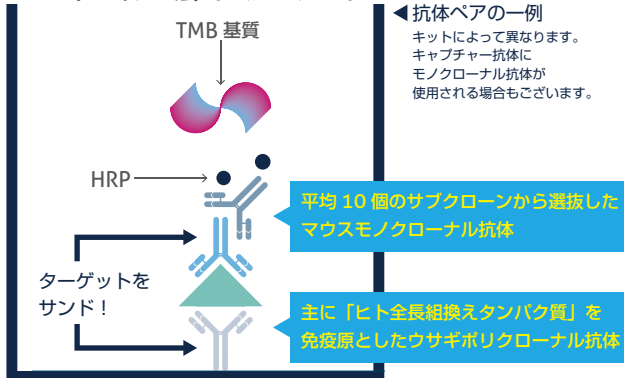 TMB 基質
◀ 抗体ペアの一例
キットによって異なります。
キャプチャー抗体に
モノクローナル抗体が
使用される場合もございます。
HRP
平均 10 個のサブクローンから選抜した
マウスモノクローナル抗体
ターゲットを
サンド！
主に「ヒト全長組換えタンパク質」を
免疫原としたウサギポリクローナル抗体